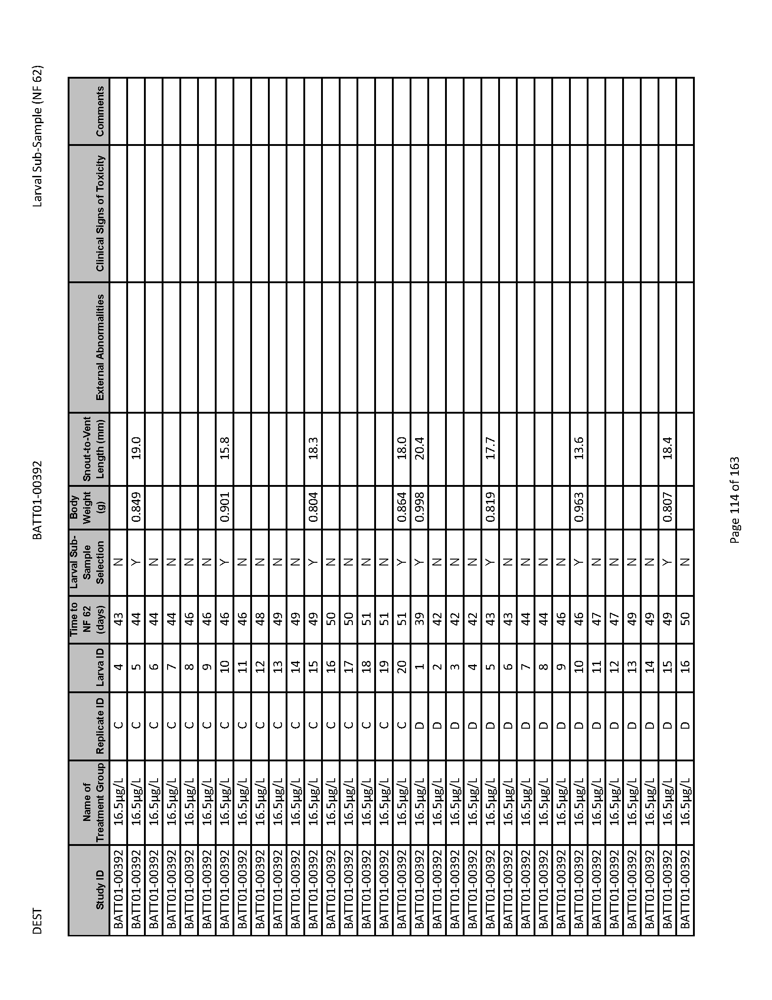 DEST BATT01-00392 Larval Sub-Sample (NF 62)
Study ID Name of Treatment Group Replicate ID Larva ID Time to NF 62 (days) Larval Sub-Sample Selection Body Weight (g) Snout-to-Vent Length (mm) External Abnormalities Clinical Signs of Toxicity Comments
BATT01-00392 16.5µg/L C 4 43 N
BATT01-00392 16.5µg/L C 5 44 Y 0.849 19.0
BATT01-00392 16.5µg/L C 6 44 N
BATT01-00392 16.5µg/L C 7 44 N
BATT01-00392 16.5µg/L C 8 46 N
BATT01-00392 16.5µg/L C 9 46 N
BATT01-00392 16.5µg/L C 10 46 Y 0.901 15.8
BATT01-00392 16.5µg/L C 11 46 N
BATT01-00392 16.5µg/L C 12 48 N
BATT01-00392 16.5µg/L C 13 49 N
BATT01-00392 16.5µg/L C 14 49 N
BATT01-00392 16.5µg/L C 15 49 Y 0.804 18.3
BATT01-00392 16.5µg/L C 16 50 N
BATT01-00392 16.5µg/L C 17 50 N
BATT01-00392 16.5µg/L C 18 51 N
BATT01-00392 16.5µg/L C 19 51 N
BATT01-00392 16.5µg/L C 20 51 Y 0.864 18.0
BATT01-00392 16.5µg/L D 1 39 Y 0.998 20.4
BATT01-00392 16.5µg/L D 2 42 N
BATT01-00392 16.5µg/L D 3 42 N
BATT01-00392 16.5µg/L D 4 42 N
BATT01-00392 16.5µg/L D 5 43 Y 0.819 17.7
BATT01-00392 16.5µg/L D 6 43 N
BATT01-00392 16.5µg/L D 7 44 N
BATT01-00392 16.5µg/L D 8 44 N
BATT01-00392 16.5µg/L D 9 46 N
BATT01-00392 16.5µg/L D 10 46 Y 0.963 13.6
BATT01-00392 16.5µg/L D 11 47 N
BATT01-00392 16.5µg/L D 12 47 N
BATT01-00392 16.5µg/L D 13 49 N
BATT01-00392 16.5µg/L D 14 49 N
BATT01-00392 16.5µg/L D 15 49 Y 0.807 18.4
BATT01-00392 16.5µg/L D 16 50 N
Page 114 of 163